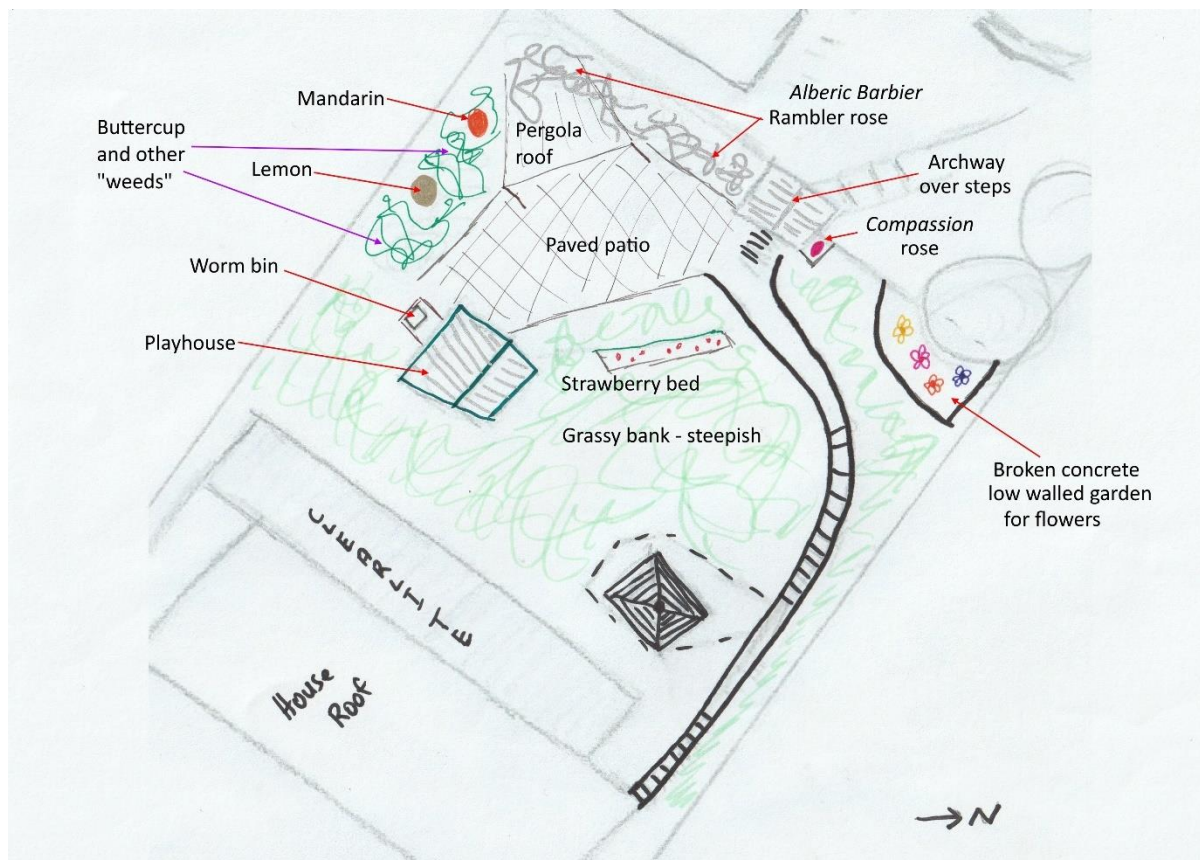 Mandarin
Buttercup
and other
"weeds"
Lemon
Worm bin
Playhouse
Pergola
roof
Alberic Barbier
Rambler rose
Archway
over steps
Compassion
rose
Paved patio
Strawberry bed
Grassy bank - steepish
Broken concrete
low walled garden
for flowers
CLEARLITE
House
Roof
N